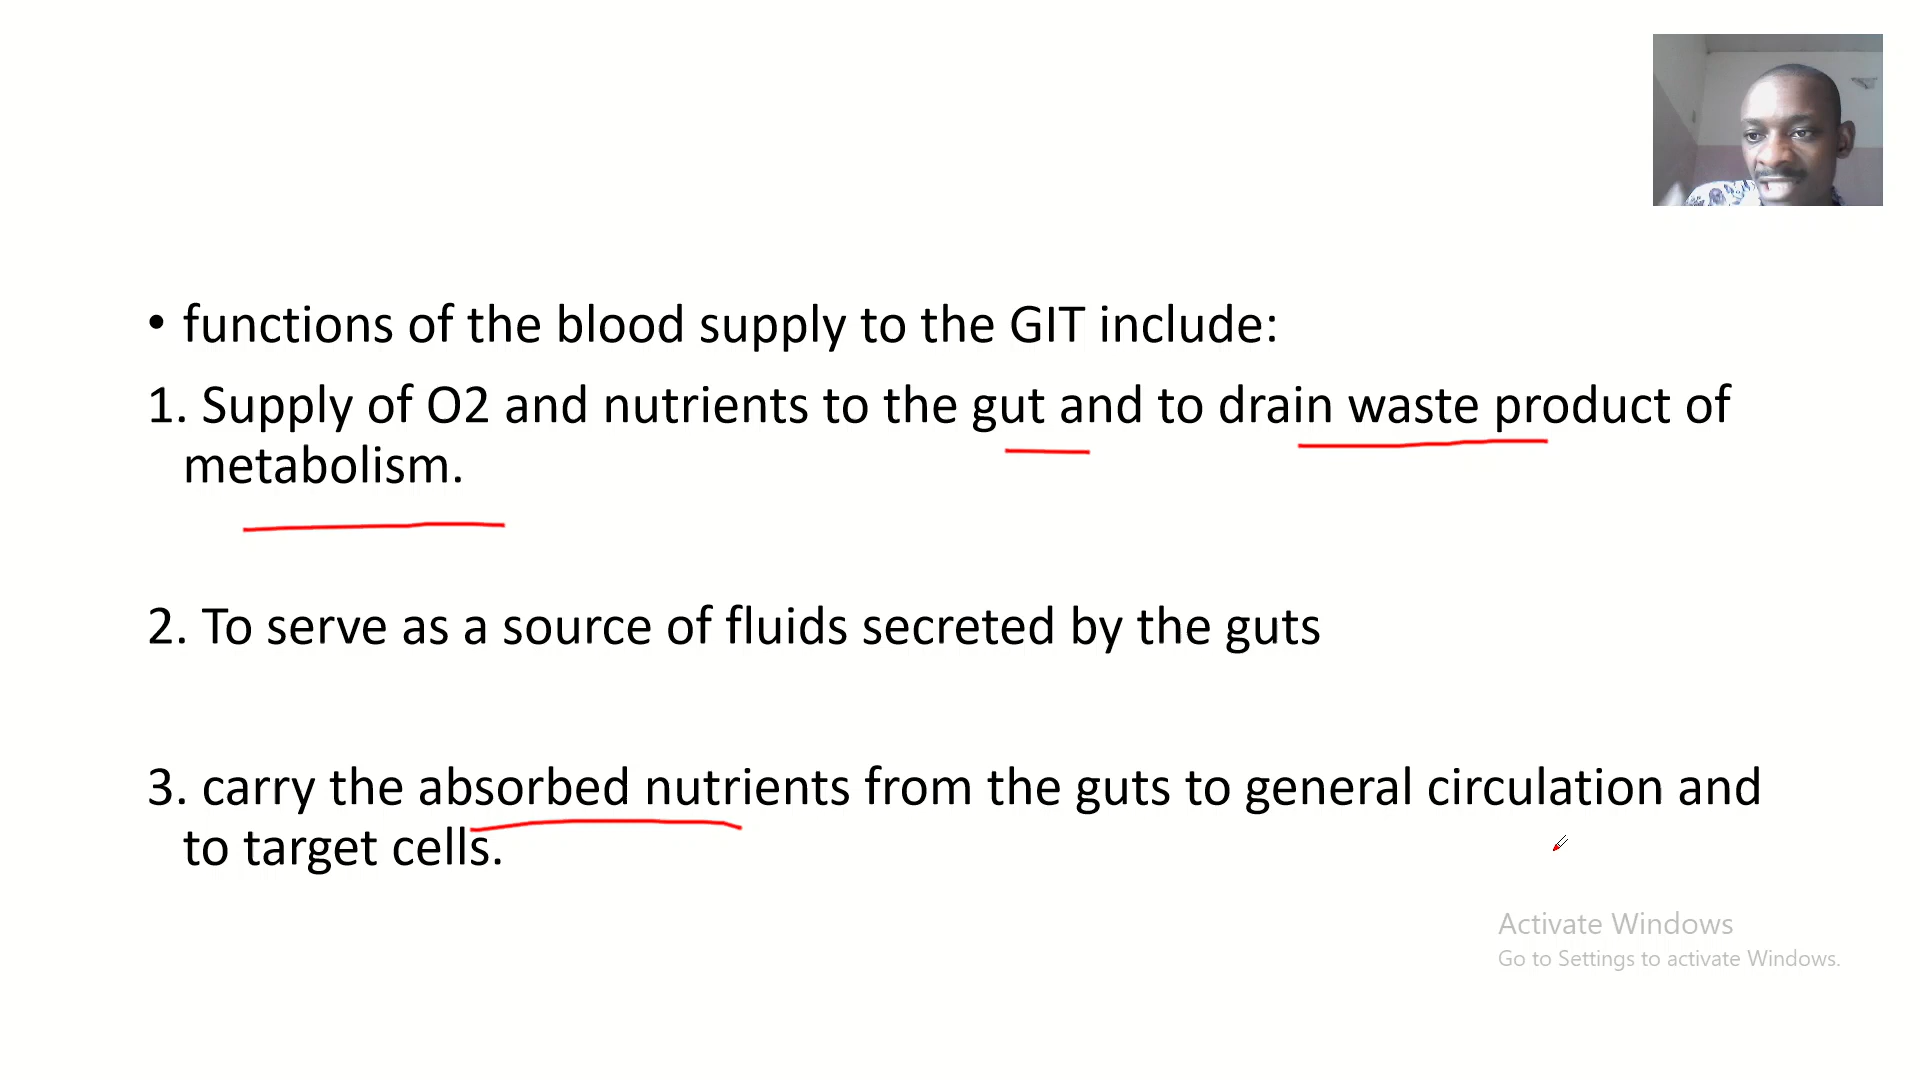 • functions of the blood supply to the GIT include:
1. Supply of O2 and nutrients to the gut and to drain waste product of
metabolism.
2. To serve as a source of fluids secreted by the guts
3. carry the absorbed nutrients from the guts to general circulation and
to target cells.
Activate Windows
Go to Settings to activate Windows.